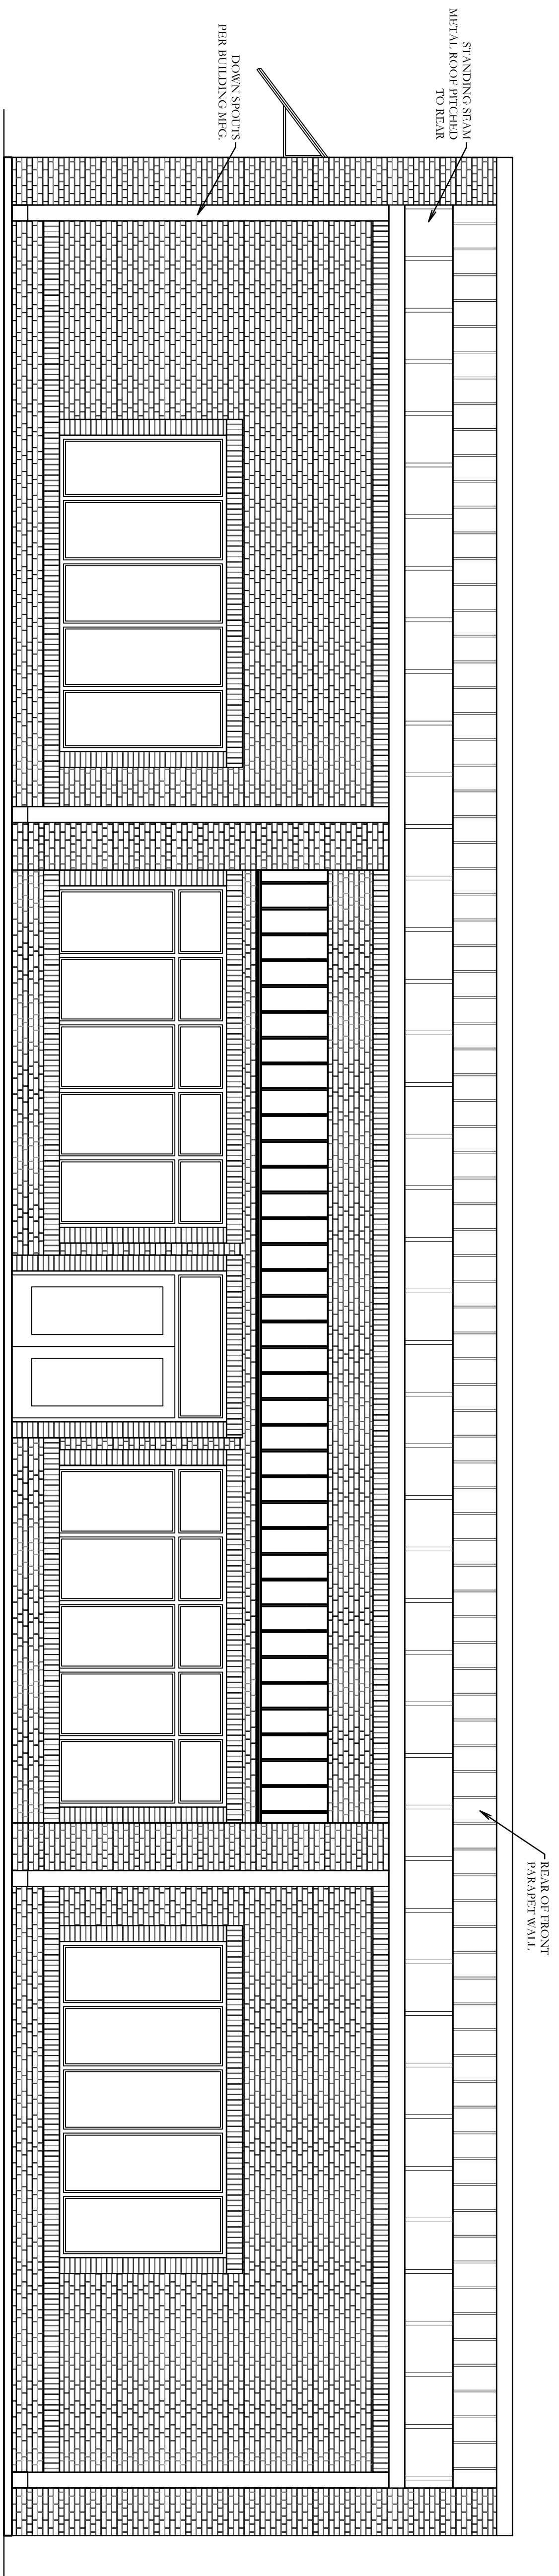 STANDING SEAM
METAL ROOF PITCHED
TO REAR
DOWN SPOUTS
PER BUILDING MFG.
REAR OF FRONT
PARAPET WALL